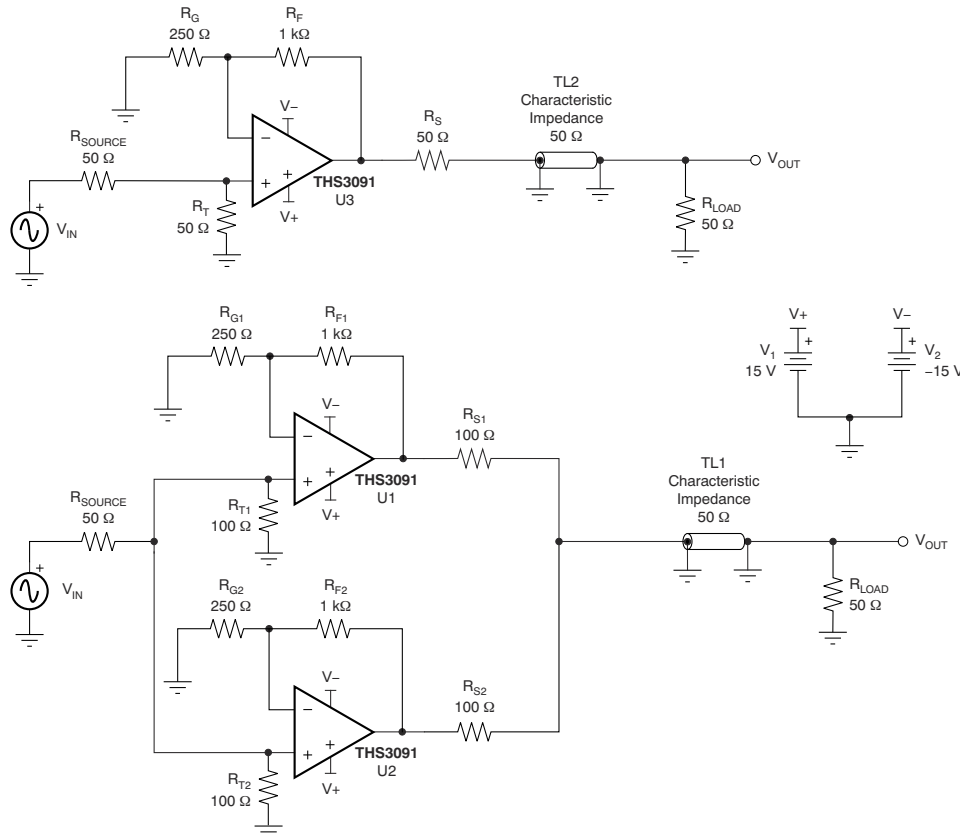 R_G
250 Ω
R_F
1 kΩ
V−
−
+
+
THS3091
U3
V+
R_SOURCE
50 Ω
+
V_IN
R_T
50 Ω
R_S
50 Ω
TL2
Characteristic
Impedance
50 Ω
V_OUT
R_LOAD
50 Ω
R_G1
250 Ω
R_F1
1 kΩ
V−
−
+
+
THS3091
U1
V+
R_S1
100 Ω
R_SOURCE
50 Ω
+
V_IN
R_T1
100 Ω
R_G2
250 Ω
R_F2
1 kΩ
V−
−
+
+
THS3091
U2
V+
R_S2
100 Ω
R_T2
100 Ω
V+
+
V_1
15 V
V−
+
V_2
−15 V
TL1
Characteristic
Impedance
50 Ω
V_OUT
R_LOAD
50 Ω